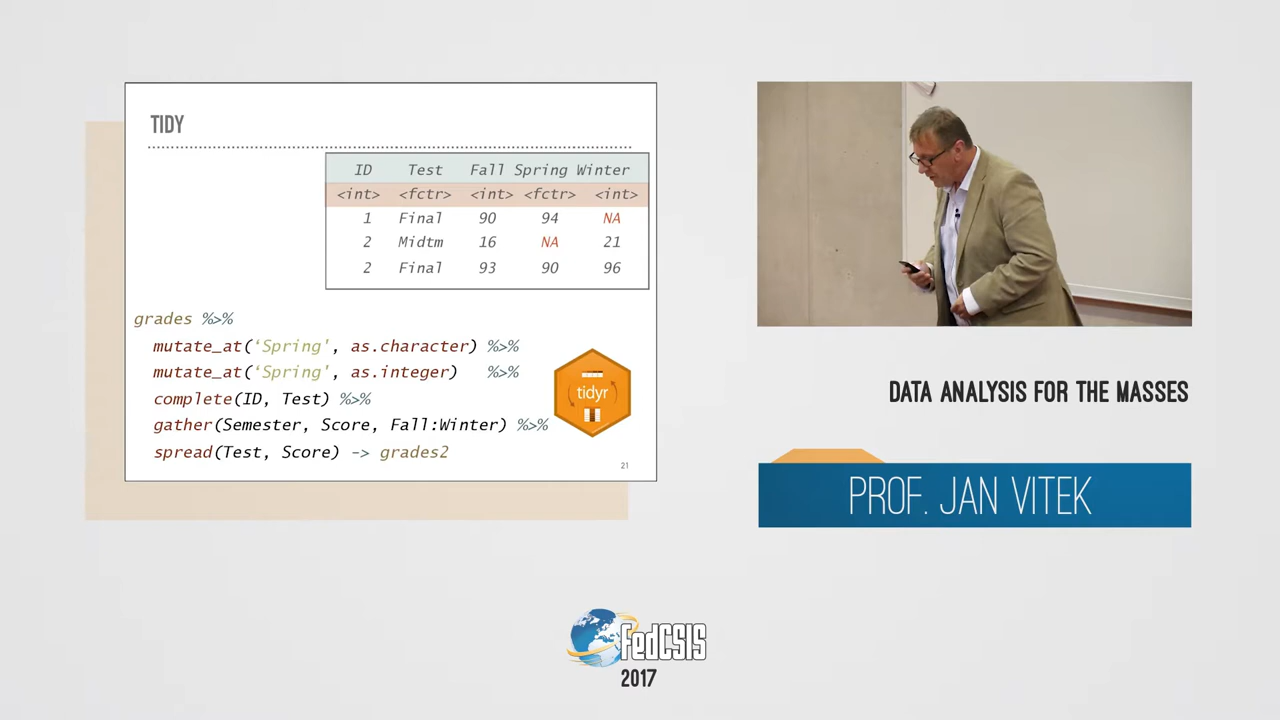 TIDY
ID Test Fall Spring Winter
<int> <fctr> <int> <fctr> <int>
1 Final 90 94 NA
2 Midtm 16 NA 21
2 Final 93 90 96
grades %>%
mutate_at(‘Spring', as.character) %>%
mutate_at(‘Spring', as.integer) %>%
complete(ID, Test) %>%
gather(Semester, Score, Fall:Winter) %>%
spread(Test, Score) -> grades2
tidyr
21
DATA ANALYSIS FOR THE MASSES
PROF. JAN VITEK
FedCSIS
2017